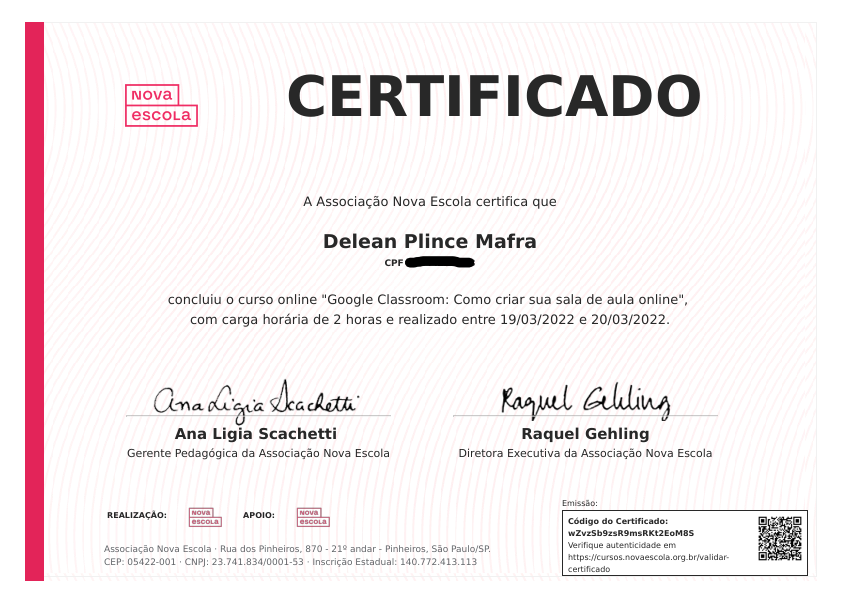 nova
escola
CERTIFICADO
A Associação Nova Escola certifica que
Delean Plince Mafra
CPF
concluiu o curso online "Google Classroom: Como criar sua sala de aula online",
com carga horária de 2 horas e realizado entre 19/03/2022 e 20/03/2022.
Ana Ligia Scachetti
Raquel Gehling
Ana Ligia Scachetti
Raquel Gehling
Gerente Pedagógica da Associação Nova Escola
Diretora Executiva da Associação Nova Escola
REALIZAÇÃO:
nova
escola
APOIO:
nova
escola
Associação Nova Escola · Rua dos Pinheiros, 870 - 21º andar - Pinheiros, São Paulo/SP.
CEP: 05422-001 · CNPJ: 23.741.834/0001-53 · Inscrição Estadual: 140.772.413.113
Emissão:
Código do Certificado:
wZvzSb9zsR9msRKt2EoM8S
Verifique autenticidade em
https://cursos.novaescola.org.br/validar-
certificado